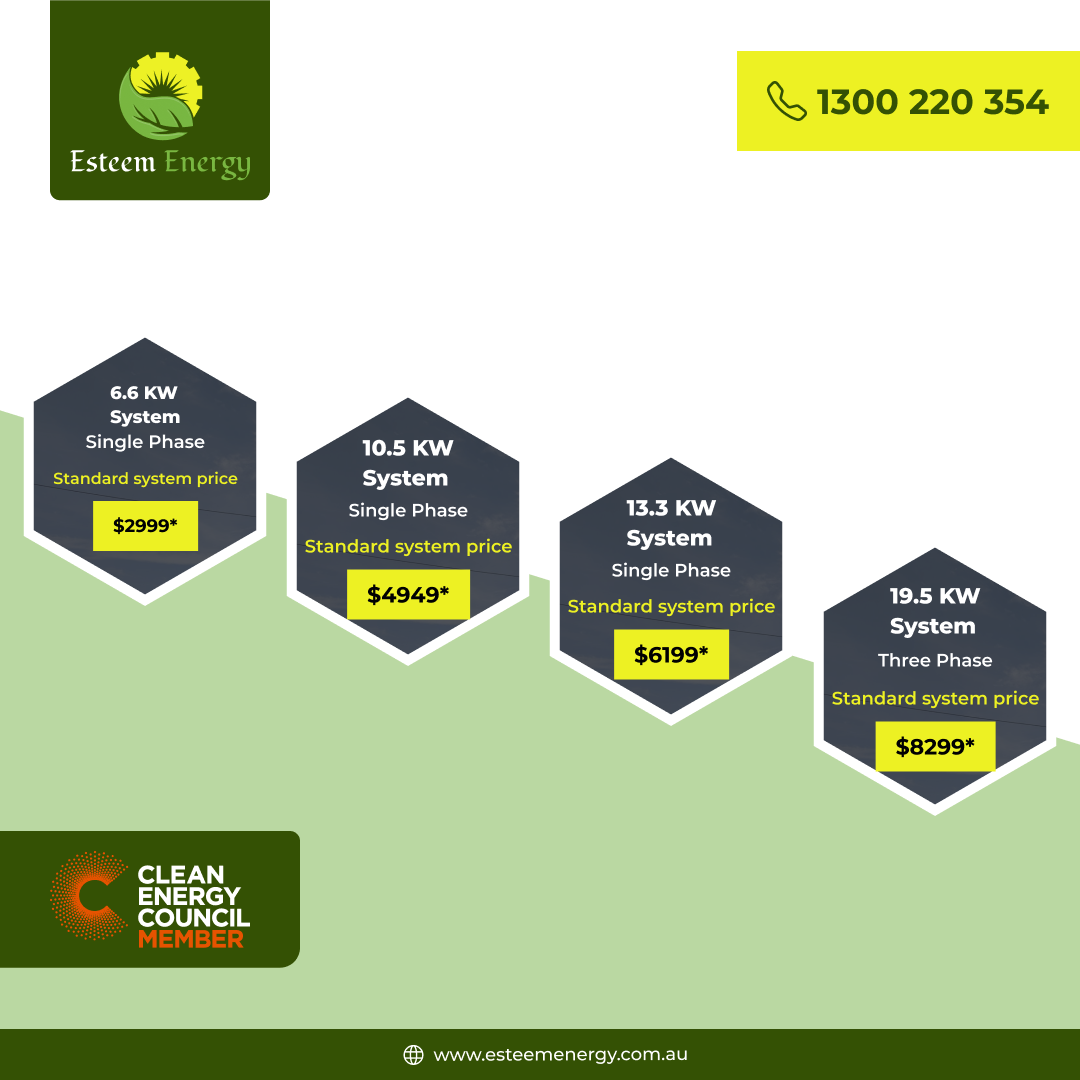 Esteem Energy
1300 220 354
6.6 KW
System
Single Phase
Standard system price
$2999*
10.5 KW
System
Single Phase
Standard system price
$4949*
13.3 KW
System
Single Phase
Standard system price
$6199*
19.5 KW
System
Three Phase
Standard system price
$8299*
CLEAN
ENERGY
COUNCIL
MEMBER
www.esteemenergy.com.au